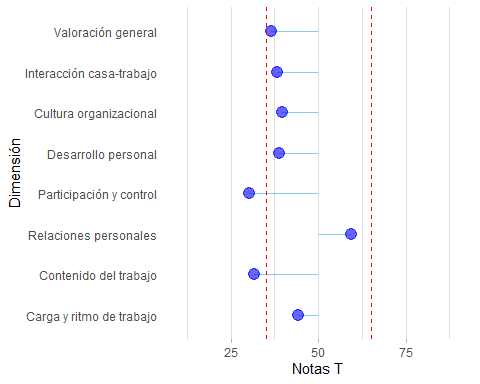 Valoración general
Interacción casa-trabajo
Cultura organizacional
Desarrollo personal
Participación y control
Relaciones personales
Contenido del trabajo
Carga y ritmo de trabajo
Dimensión
25 50 75
Notas T